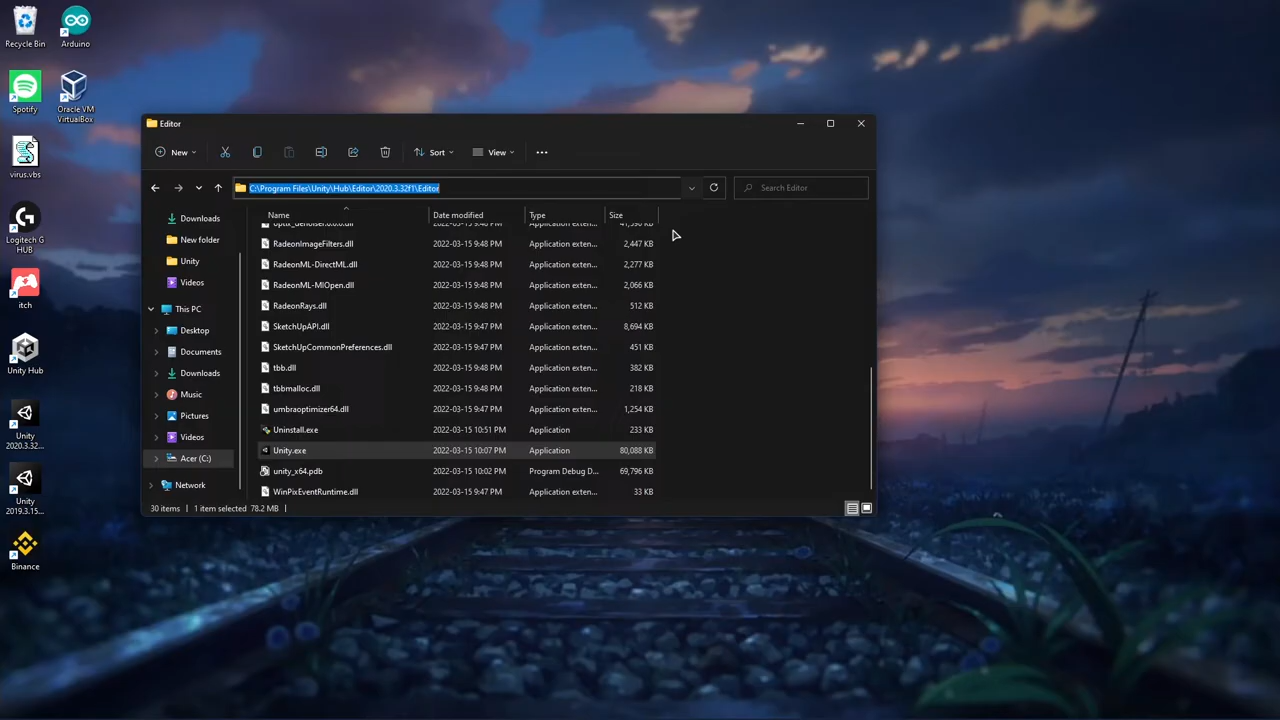 Recycle Bin
Arduino
Spotify
Oracle VM
VirtualBox
virus.vbs
Logitech G
HUB
itch
Unity Hub
Unity
2020.3.32...
Unity
2019.3.15...
Binance
Editor
New
Sort
View
C:\Program Files\Unity\Hub\Editor\2020.3.32f1\Editor
Search Editor
Downloads
New folder
Unity
Videos
This PC
Desktop
Documents
Downloads
Music
Pictures
Videos
Acer (C:)
Network
Name Date modified Type Size
RadeonImageFilters.dll 2022-03-15 9:48 PM Application exten... 2,447 KB
RadeonML-DirectML.dll 2022-03-15 9:48 PM Application exten... 2,277 KB
RadeonML-MIOpen.dll 2022-03-15 9:48 PM Application exten... 2,066 KB
RadeonRays.dll 2022-03-15 9:48 PM Application exten... 512 KB
SketchUpAPI.dll 2022-03-15 9:47 PM Application exten... 8,694 KB
SketchUpCommonPreferences.dll 2022-03-15 9:47 PM Application exten... 451 KB
tbb.dll 2022-03-15 9:48 PM Application exten... 382 KB
tbbmalloc.dll 2022-03-15 9:48 PM Application exten... 218 KB
umbraoptimizer64.dll 2022-03-15 9:47 PM Application exten... 1,254 KB
Uninstall.exe 2022-03-15 10:51 PM Application 233 KB
Unity.exe 2022-03-15 10:07 PM Application 80,088 KB
unity_x64.pdb 2022-03-15 10:02 PM Program Debug D... 69,796 KB
WinPixEventRuntime.dll 2022-03-15 9:47 PM Application exten... 33 KB
30 items 1 item selected 78.2 MB